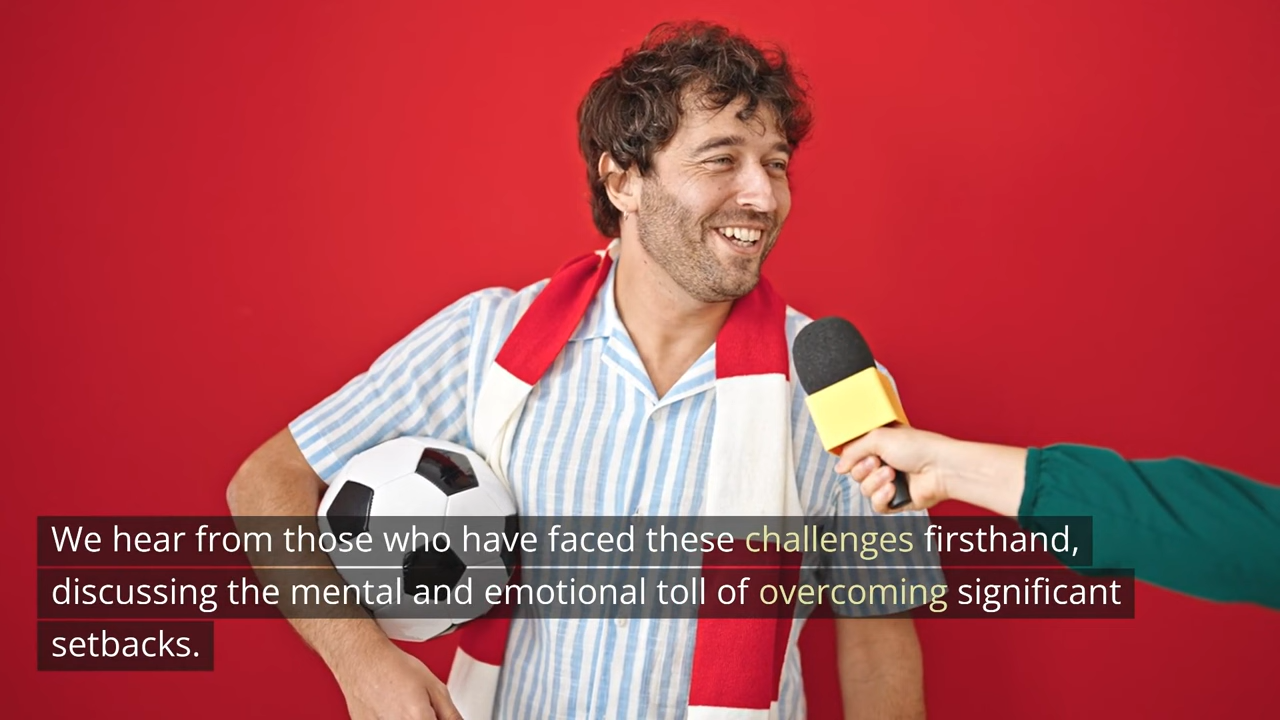 We hear from those who have faced these challenges firsthand,
discussing the mental and emotional toll of overcoming significant
setbacks.